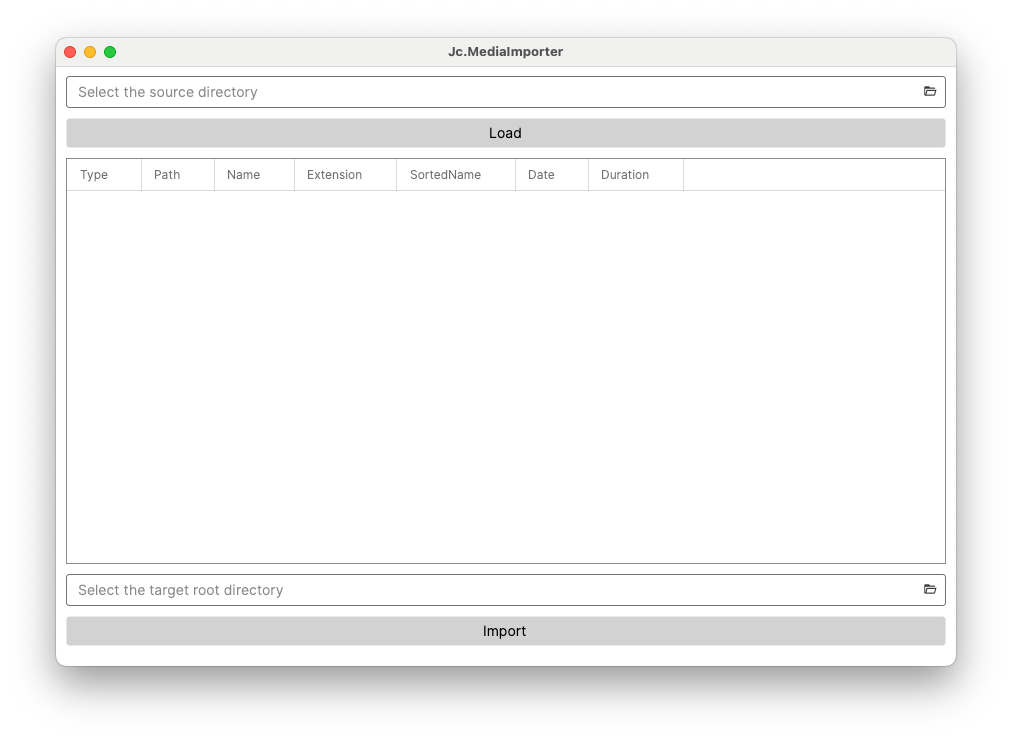 Jc.MediaImporter
Select the source directory
Load
Type Path Name Extension SortedName Date Duration
Select the target root directory
Import